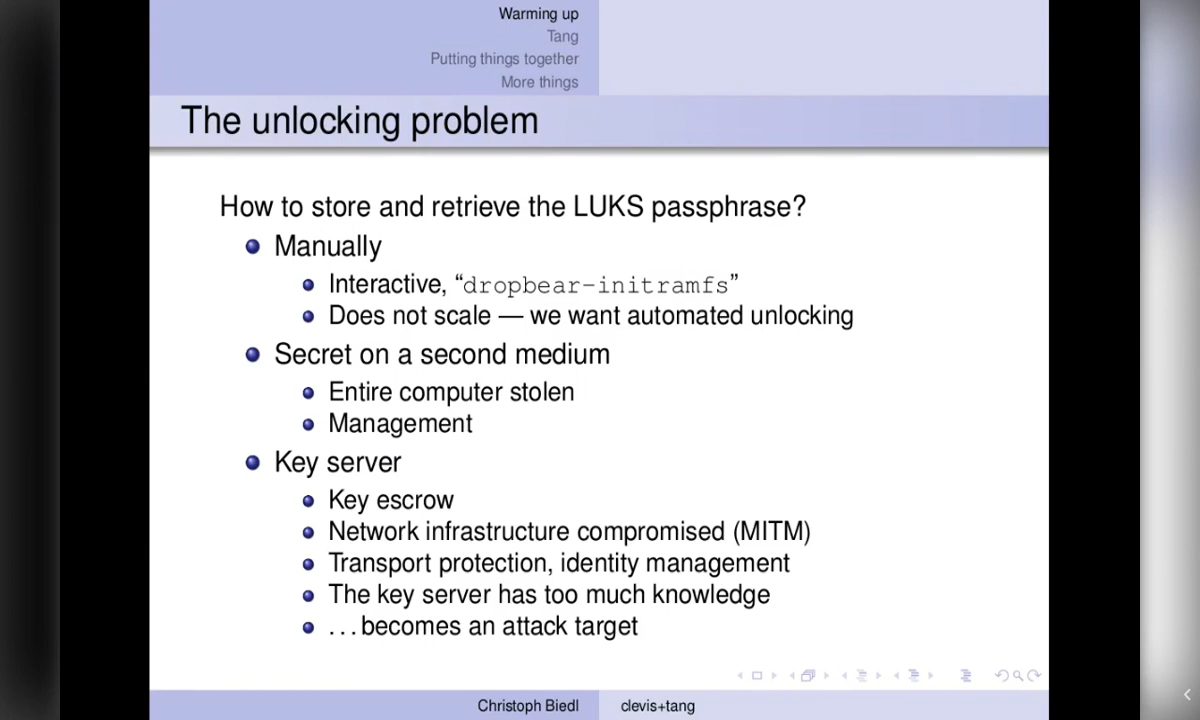 Warming up
Tang
Putting things together
More things
The unlocking problem
How to store and retrieve the LUKS passphrase?
Manually
Interactive, “dropbear-initramfs”
Does not scale — we want automated unlocking
Secret on a second medium
Entire computer stolen
Management
Key server
Key escrow
Network infrastructure compromised (MITM)
Transport protection, identity management
The key server has too much knowledge
...becomes an attack target
Christoph Biedl
clevis+tang